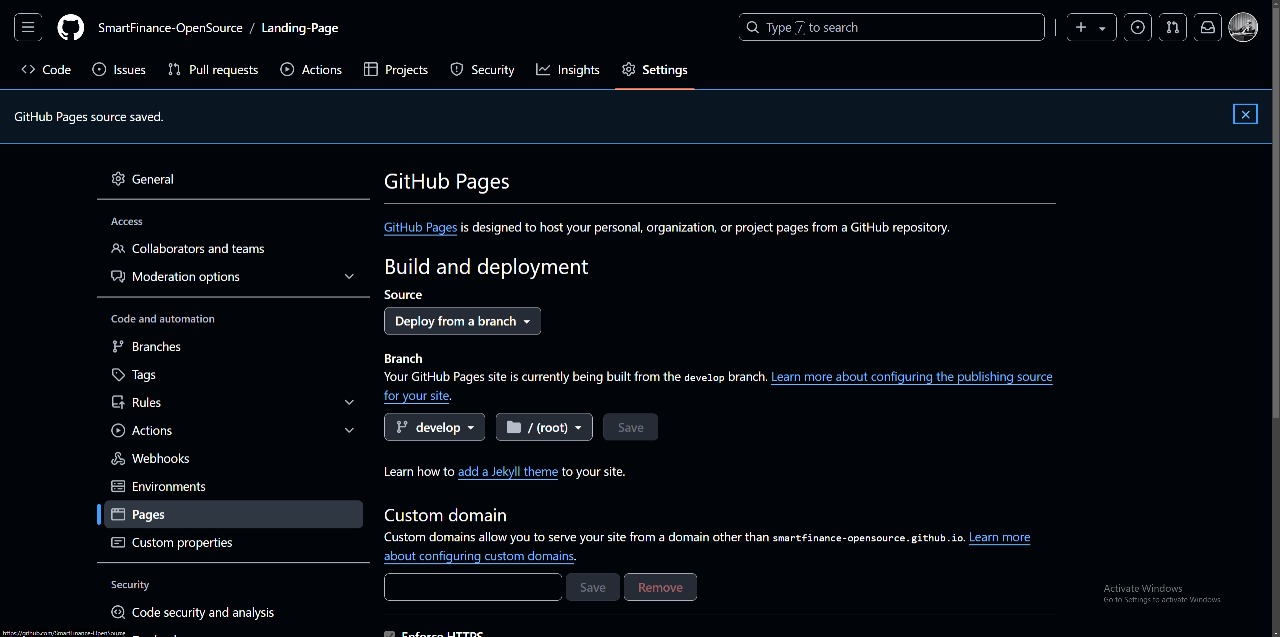 SmartFinance-OpenSource / Landing-Page
Type / to search
Code Issues Pull requests Actions Projects Security Insights Settings
GitHub Pages source saved.
General
Access
Collaborators and teams
Moderation options
Code and automation
Branches
Tags
Rules
Actions
Webhooks
Environments
Pages
Custom properties
Security
Code security and analysis
GitHub Pages
GitHub Pages is designed to host your personal, organization, or project pages from a GitHub repository.
Build and deployment
Source
Deploy from a branch
Branch
Your GitHub Pages site is currently being built from the develop branch. Learn more about configuring the publishing source
for your site.
develop / (root) Save
Learn how to add a Jekyll theme to your site.
Custom domain
Custom domains allow you to serve your site from a domain other than smartfinance-opensource.github.io. Learn more
about configuring custom domains.
Save Remove
Enforce HTTPS
Activate Windows
Go to Settings to activate Windows.
https://github.com/SmartFinance-OpenSource